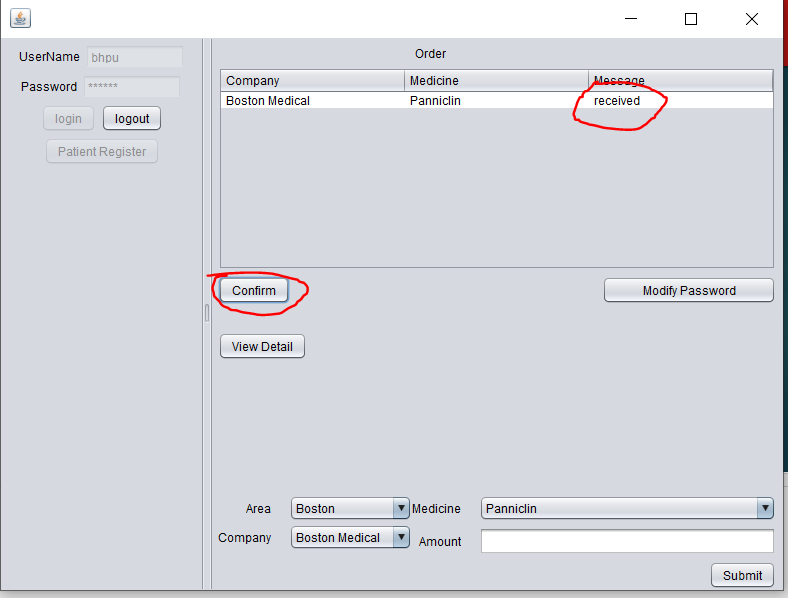 UserName bhpu
Password ******
login logout
Patient Register
Order
Company Medicine Message
Boston Medical Panniclin received
Confirm Modify Password
View Detail
Area Boston Medicine Panniclin
Company Boston Medical Amount
Submit